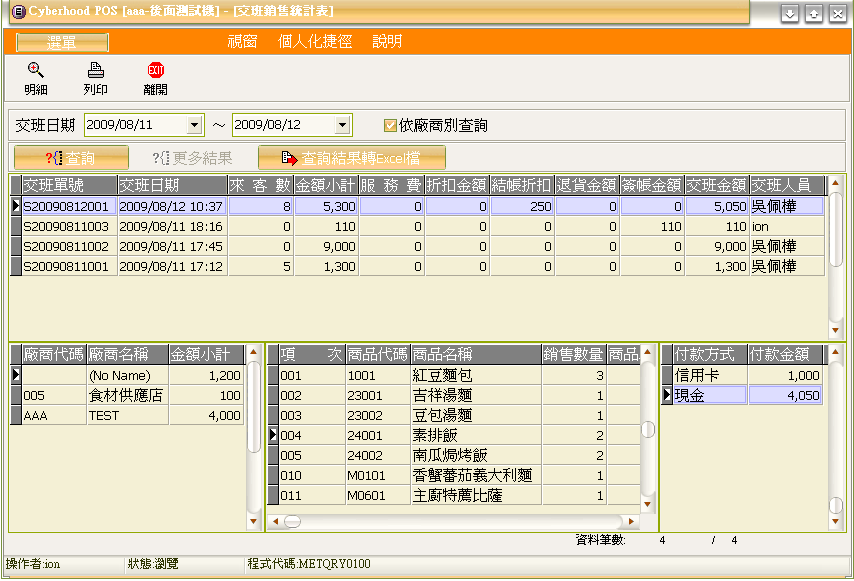 Cyberhood POS [aaa-後面測試機] - [交班銷售統計表]
選單 視窗 個人化捷徑 說明
明細 列印 EXIT 離開
交班日期 2009/08/11 ～ 2009/08/12 依廠商別查詢
?{} 查詢 ?{} 更多結果 查詢結果轉Excel檔
交班單號 交班日期 來客數 金額小計 服務費 折扣金額 結帳折扣 退貨金額 簽帳金額 交班金額 交班人員
S20090812001 2009/08/12 10:37 8 5,300 0 0 250 0 0 5,050 吳佩樺
S20090811003 2009/08/11 18:16 0 110 0 0 0 0 110 110 ion
S20090811002 2009/08/11 17:45 0 9,000 0 0 0 0 0 9,000 吳佩樺
S20090811001 2009/08/11 17:12 5 1,300 0 0 0 0 0 1,300 吳佩樺
廠商代碼 廠商名稱 金額小計
(No Name) 1,200
005 食材供應店 100
AAA TEST 4,000
項次 商品代碼 商品名稱 銷售數量 商品
001 1001 紅豆麵包 3
002 23001 吉祥湯麵 1
003 23002 豆包湯麵 1
004 24001 素排飯 2
005 24002 南瓜焗烤飯 2
010 M0101 香蟹蕃茄義大利麵 1
011 M0601 主廚特薦比薩 1
付款方式 付款金額
信用卡 1,000
現金 4,050
資料筆數: 4 / 4
操作者:ion 狀態:瀏覽 程式代碼:METQRY0100